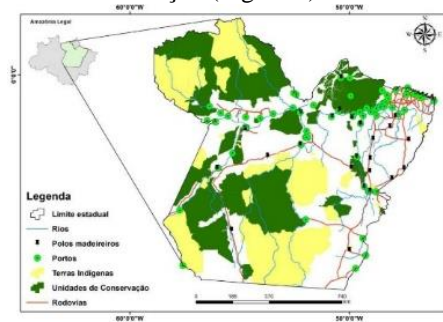 60°0'0"W
50°0'0"W
Amazônia Legal
0°0'0"
Legenda
Limite estadual
Rios
Polos madeireiros
Portos
Terras Indígenas
Unidades de Conservação
Rodovias
60°0'0"W
50°0'0"W